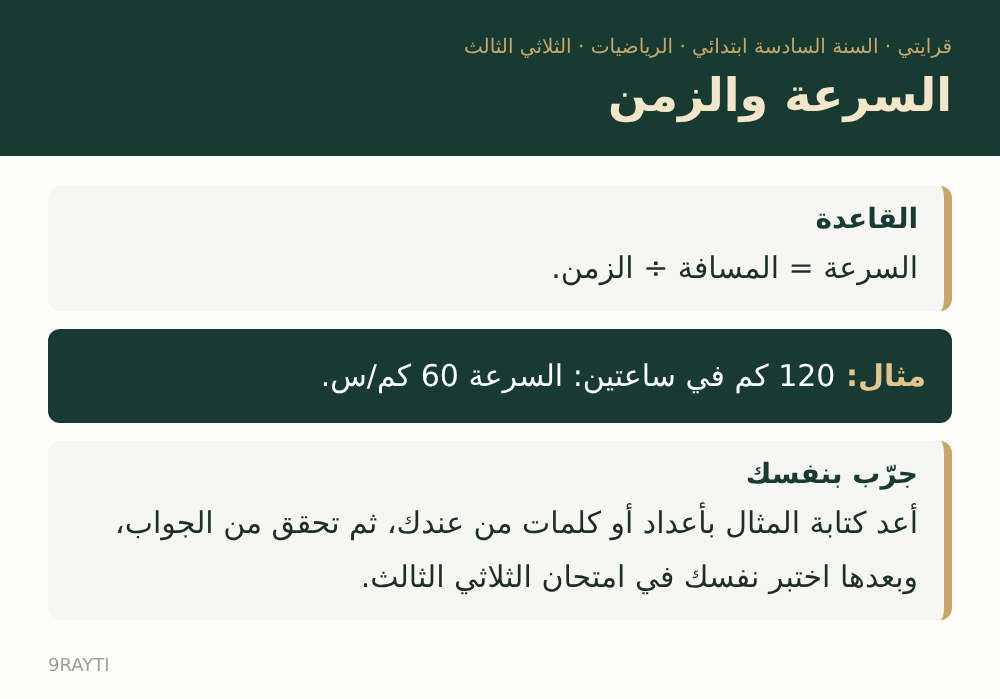 قرايتي · السنة السادسة ابتدائي · الرياضيات · الثلاثي الثالث
السرعة والزمن
القاعدة
السرعة = المسافة ÷ الزمن.
مثال: 120 كم في ساعتين: السرعة 60 كم/س.
جرّب بنفسك
أعد كتابة المثال بأعداد أو كلمات من عندك، ثم تحقق من الجواب،
وبعدها اختبر نفسك في امتحان الثلاثي الثالث.
9RAYTI